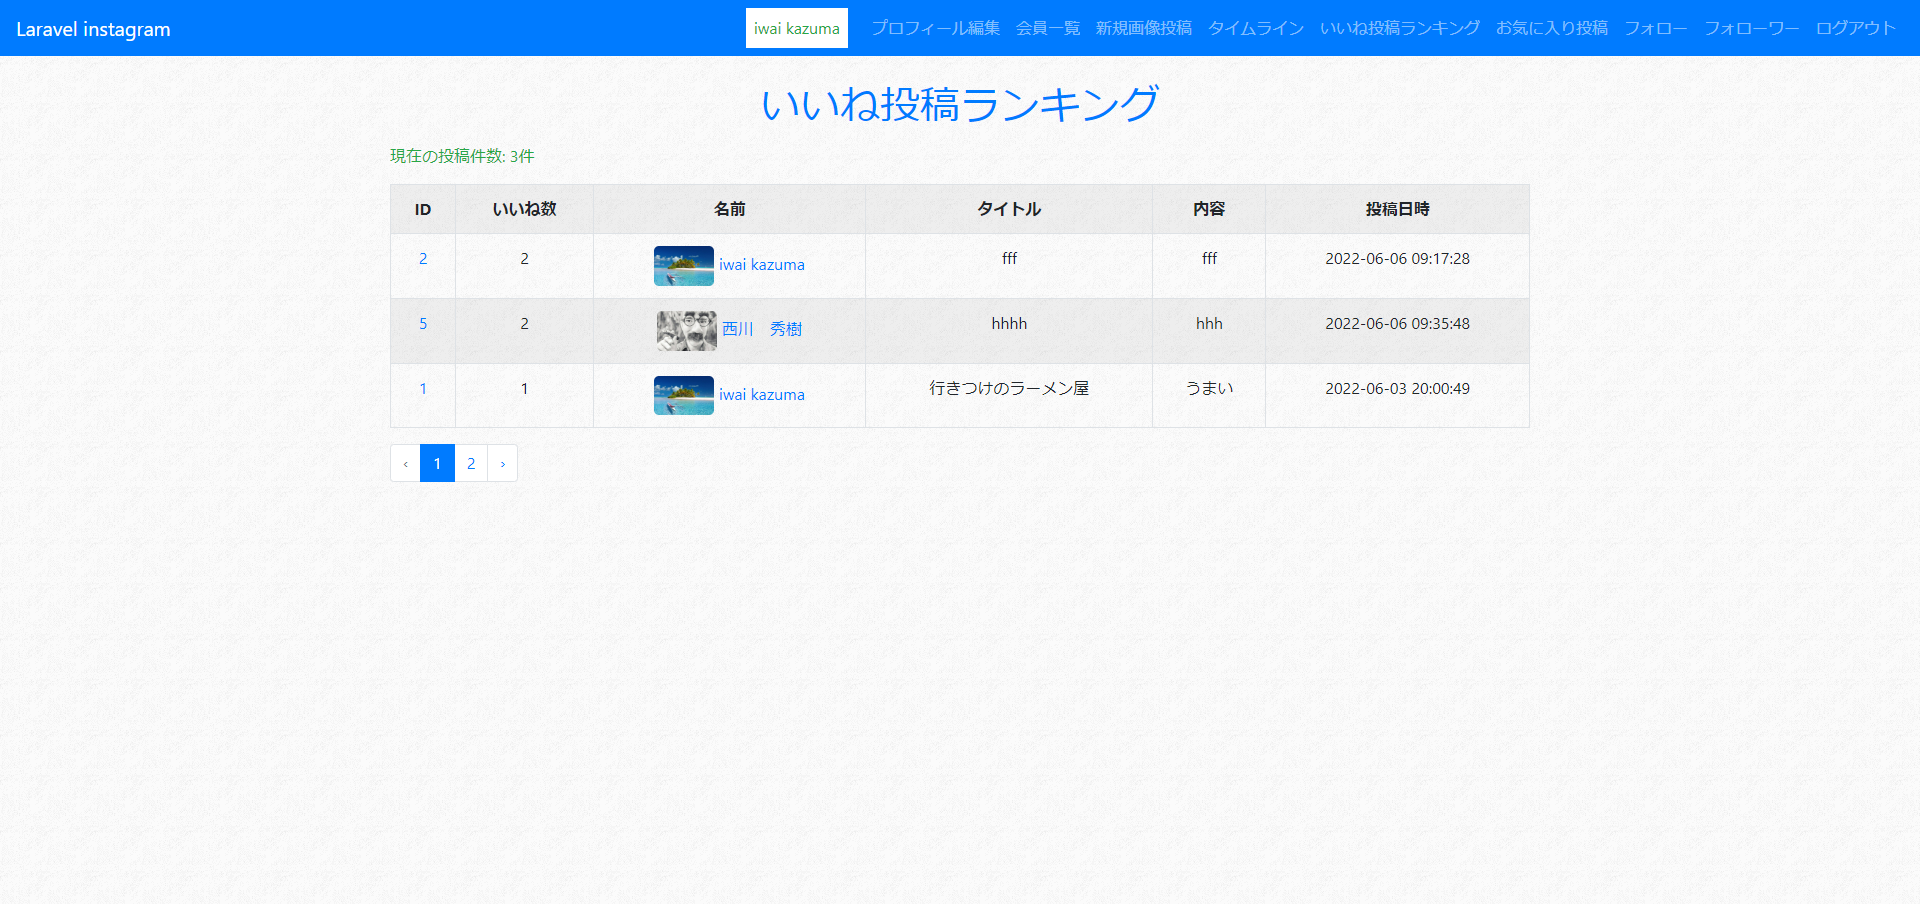 Laravel instagram iwai kazuma プロフィール編集 会員一覧 新規画像投稿 タイムライン いいね投稿ランキング お気に入り投稿 フォロー フォローワー ログアウト
いいね投稿ランキング
現在の投稿件数: 3件
ID いいね数 名前 タイトル 内容 投稿日時
2 2 iwai kazuma fff fff 2022-06-06 09:17:28
5 2 西川　秀樹 hhhh hhh 2022-06-06 09:35:48
1 1 iwai kazuma 行きつけのラーメン屋 うまい 2022-06-03 20:00:49
‹ 1 2 ›